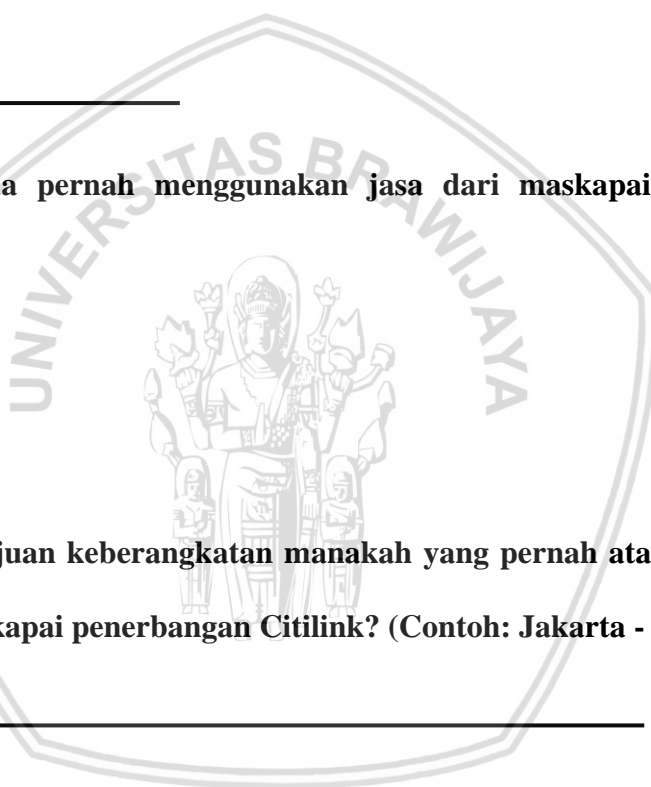 UNIVERSITAS BRAWIJAYA
pernah menggunakan jasa dari maskapai
juan keberangkatan manakah yang pernah ata
kapai penerbangan Citilink? (Contoh: Jakarta -